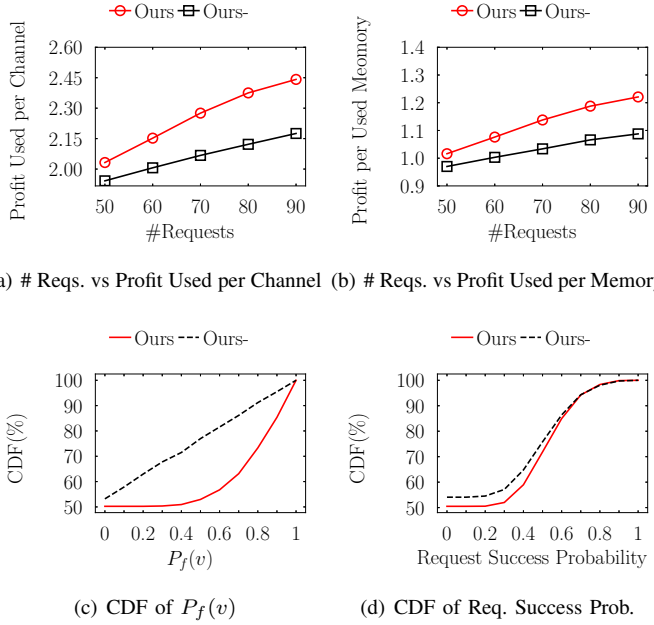 Ours Ours-
Profit Used per Channel
2.60
2.45
2.30
2.15
2.00
50 60 70 80 90
#Requests
Ours Ours-
Profit per Used Meomory
1.4
1.3
1.2
1.1
1.0
0.9
50 60 70 80 90
#Requests
) # Reqs. vs Profit Used per Channel (b) # Reqs. vs Profit Used per Memory
Ours Ours-
CDF(%)
100
90
80
70
60
50
0 0.2 0.4 0.6 0.8 1
P_f(v)
Ours Ours-
CDF(%)
100
90
80
70
60
50
0 0.2 0.4 0.6 0.8 1
Request Success Probability
(c) CDF of P_f(v) (d) CDF of Req. Success Prob.